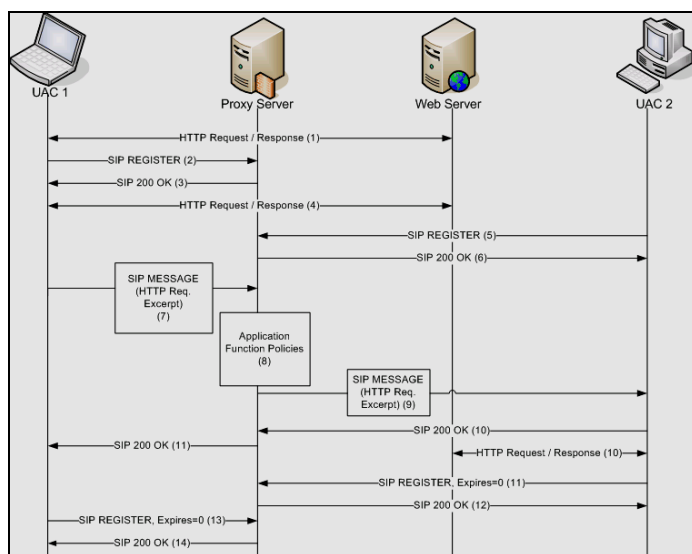 UAC 1
Proxy Server
Web Server
UAC 2
HTTP Request / Response (1)
SIP REGISTER (2)
SIP 200 OK (3)
HTTP Request / Response (4)
SIP REGISTER (5)
SIP 200 OK (6)
SIP MESSAGE
(HTTP Req.
Excerpt)
(7)
Application
Function Policies
(8)
SIP MESSAGE
(HTTP Req.
Excerpt) (9)
SIP 200 OK (10)
SIP 200 OK (11)
HTTP Request / Response (10)
SIP REGISTER, Expires=0 (11)
SIP 200 OK (12)
SIP REGISTER, Expires=0 (13)
SIP 200 OK (14)